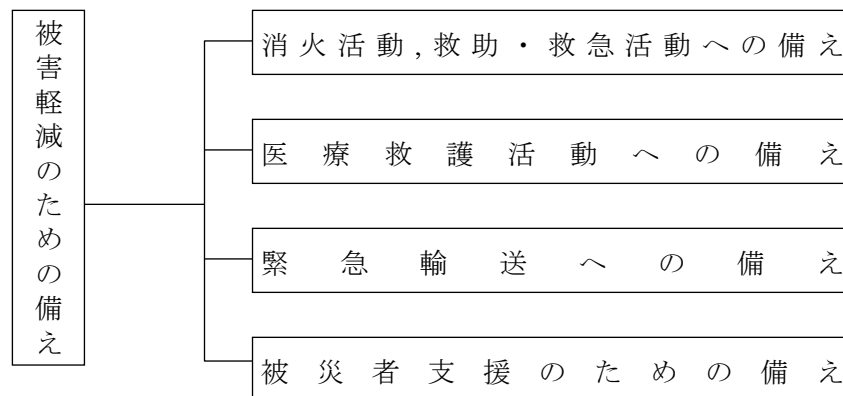 被害軽減のための備え
消火活動,救助・救急活動への備え
医療救護活動への備え
緊急輸送への備え
被災者支援のための備え